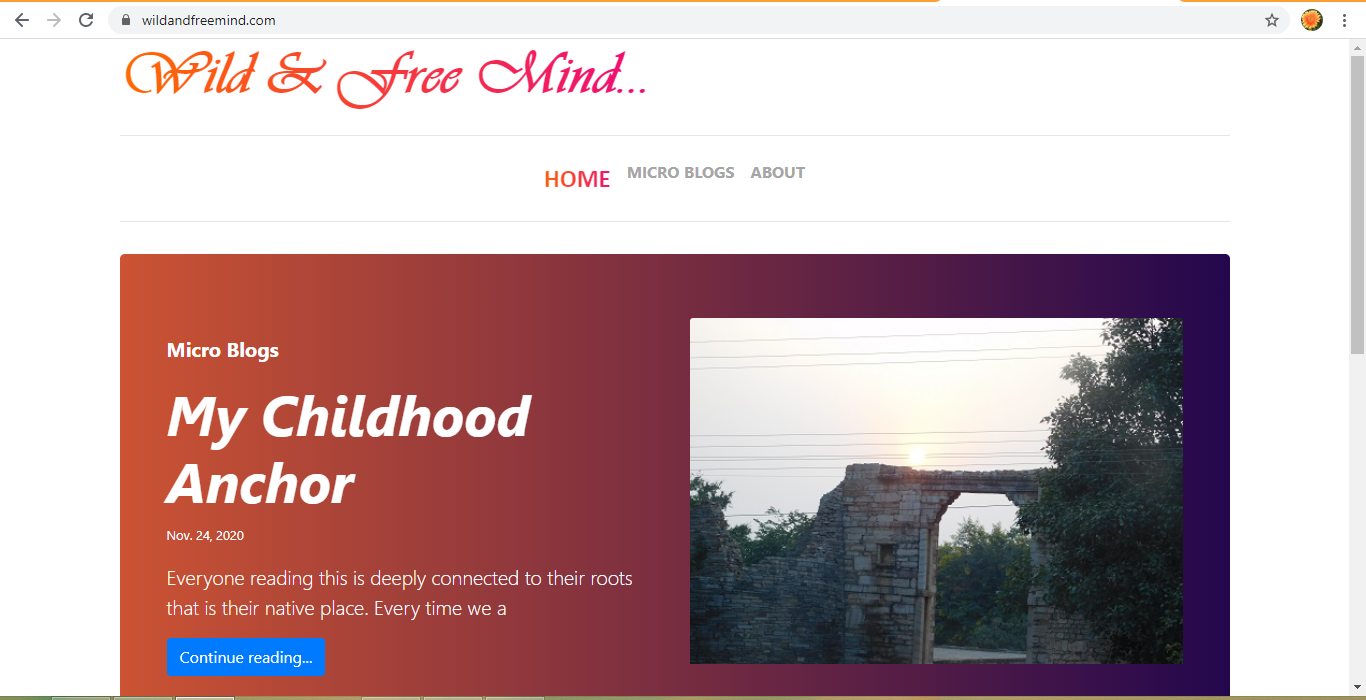 wildandfreemind.com
Wild & Free Mind...
HOME MICRO BLOGS ABOUT
Micro Blogs
My Childhood
Anchor
Nov. 24, 2020
Everyone reading this is deeply connected to their roots
that is their native place. Every time we a
Continue reading...